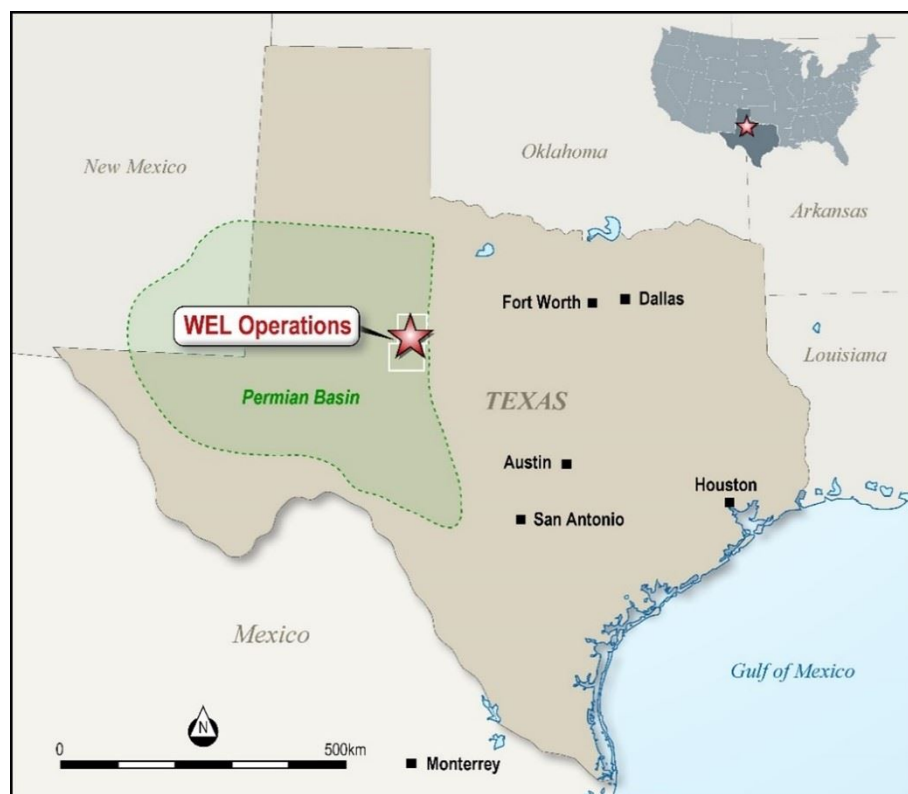 New Mexico
Oklahoma
Arkansas
Fort Worth
Dallas
WEL Operations
Louisiana
Permian Basin
TEXAS
Austin
Houston
San Antonio
Mexico
Gulf of Mexico
N
0
500km
Monterrey